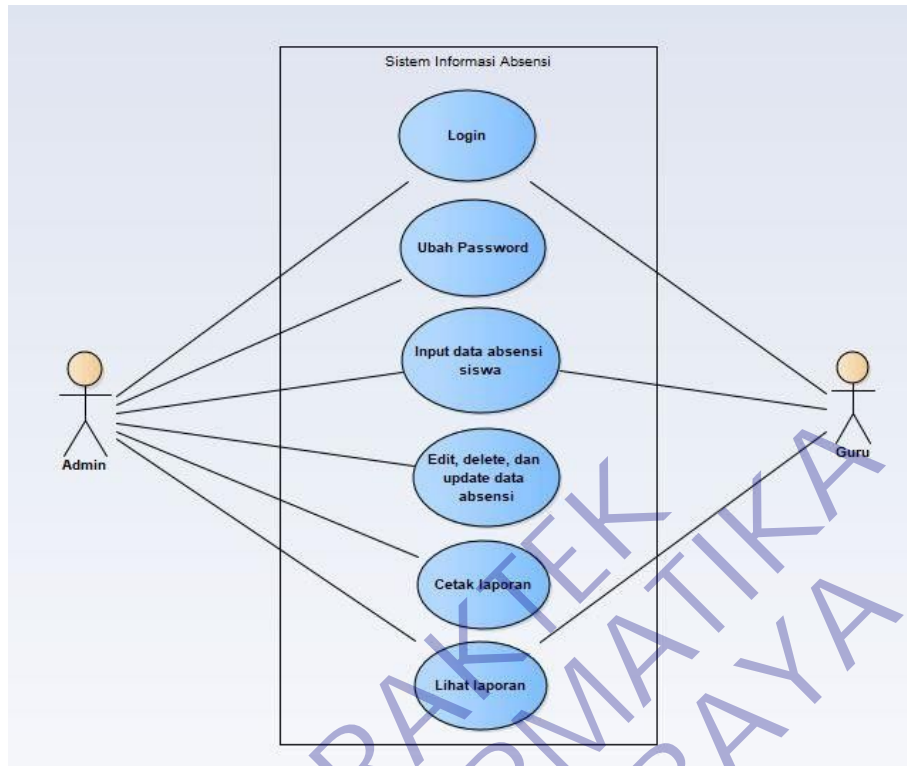 Sistem Informasi Absensi
Login
Ubah Password
Input data absensi
siswa
Edit, delete, dan
update data
absensi
Cetak laporan
Lihat laporan
Admin
Guru